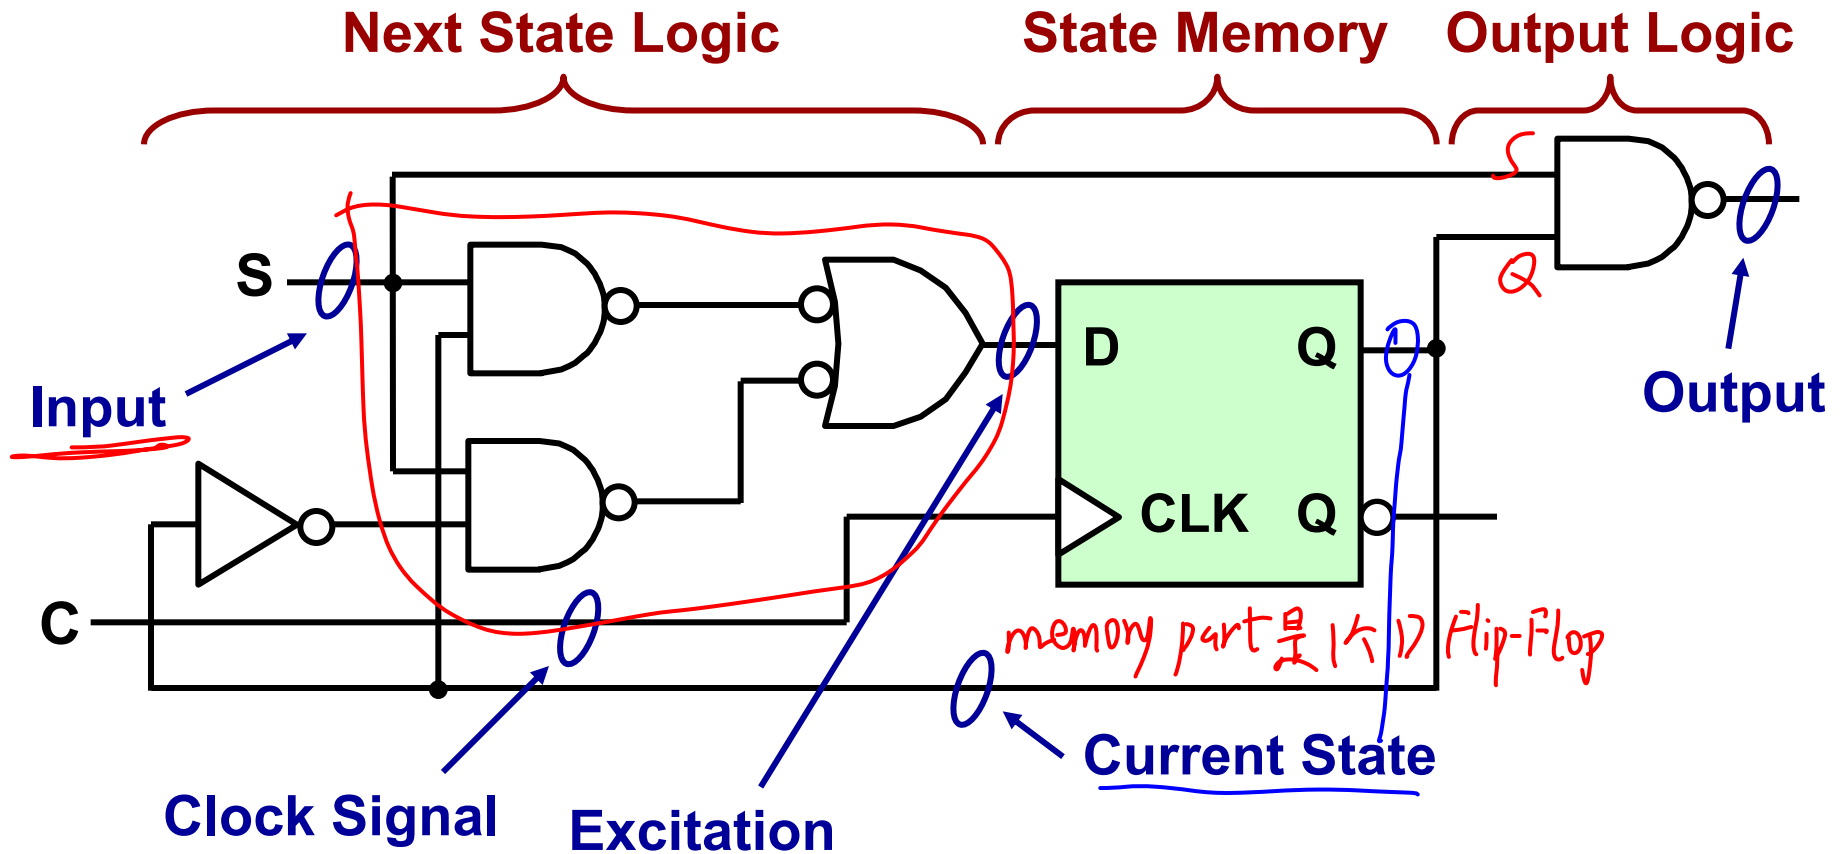 Next State Logic
State Memory
Output Logic
S
S
Q
Input
D
Q
Output
CLK
Q
C
memory part是1个D Flip-Flop
Current State
Clock Signal
Excitation